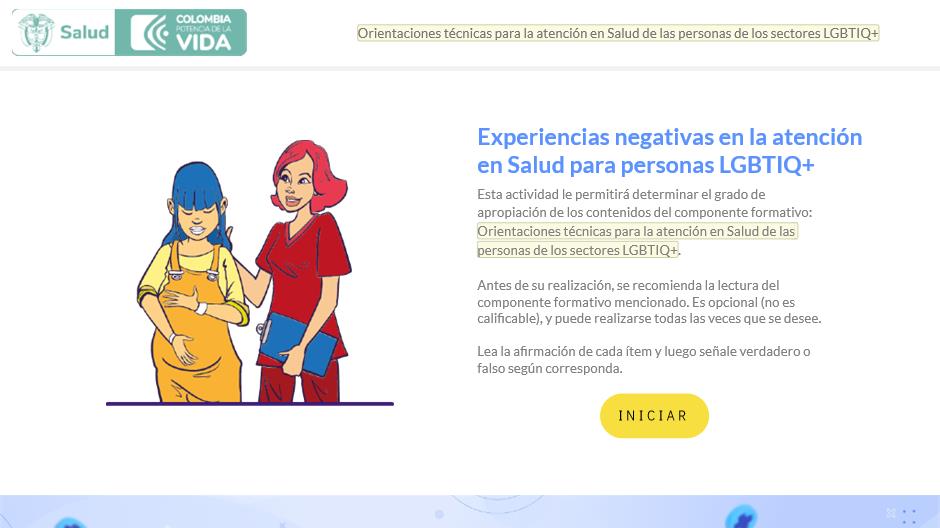 Salud
COLOMBIA
POTENCIA DE LA
VIDA
Orientaciones técnicas para la atención en Salud de las personas de los sectores LGBTIQ+
Experiencias negativas en la atención
en Salud para personas LGBTIQ+
Esta actividad le permitirá determinar el grado de
apropiación de los contenidos del componente formativo:
Orientaciones técnicas para la atención en Salud de las
personas de los sectores LGBTIQ+.
Antes de su realización, se recomienda la lectura del
componente formativo mencionado. Es opcional (no es
calificable), y puede realizarse todas las veces que se desee.
Lea la afirmación de cada ítem y luego señale verdadero o
falso según corresponda.
INICIAR